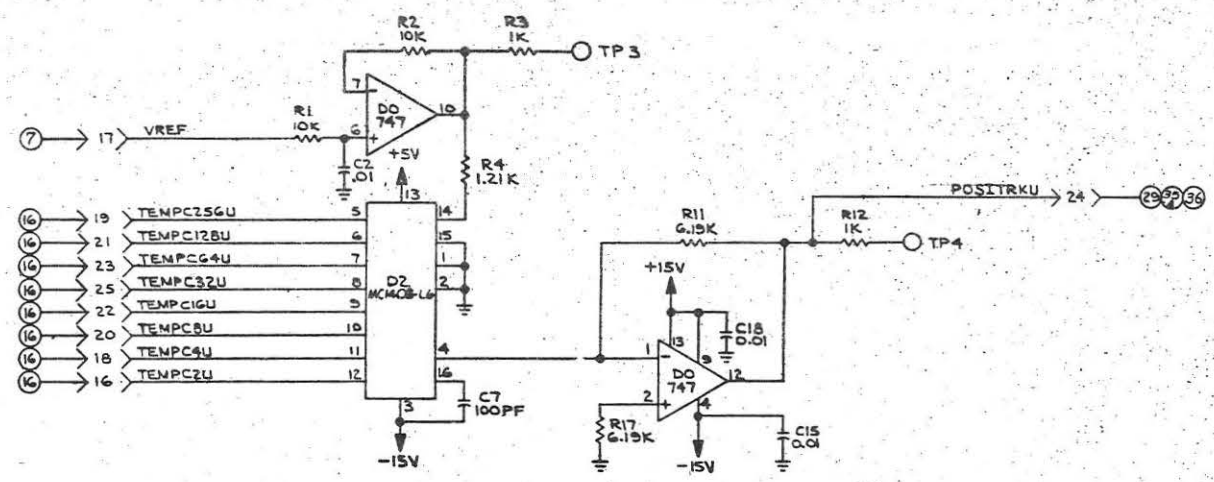 R2
10K
R3
1K
TP3
7
-
DO
747
10
R1
10K
7
17
VREF
6
+
C2
.01
+5V
R4
1.21K
13
16
19
TEMPC256U
5
14
16
21
TEMPC128U
6
15
16
23
TEMPC64U
7
1
16
25
TEMPC32U
8
D2
MC1408-L6
2
16
22
TEMPC16U
9
16
20
TEMPC8U
10
16
18
TEMPC4U
11
4
16
16
TEMPC2U
12
16
3
C7
100PF
-15V
POSITRKU
24
29
36
R11
6.19K
R12
1K
TP4
+15V
C18
0.01
13
9
1
-
DO
747
12
2
+
4
R17
6.19K
C15
0.01
-15V